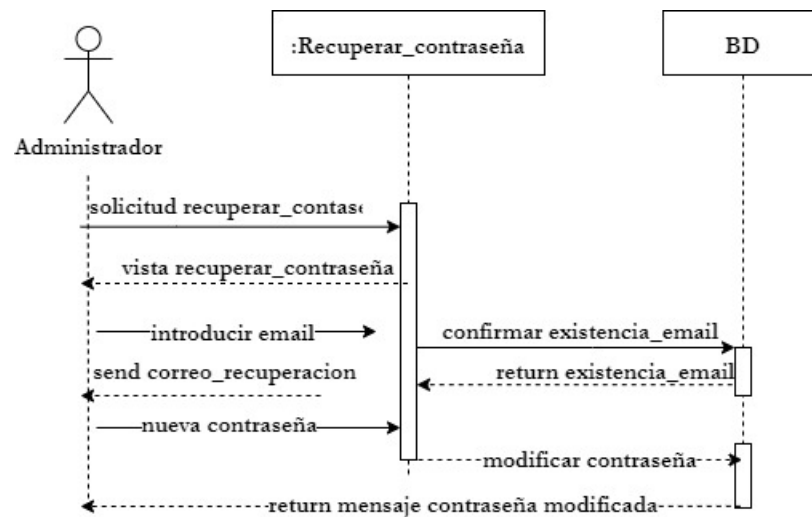 :Recuperar_contraseña
BD
Administrador
solicitud recuperar_contase
vista recuperar_contraseña
introducir email
confirmar existencia_email
send correo_recuperacion
return existencia_email
nueva contraseña
modificar contraseña
return mensaje contraseña modificada